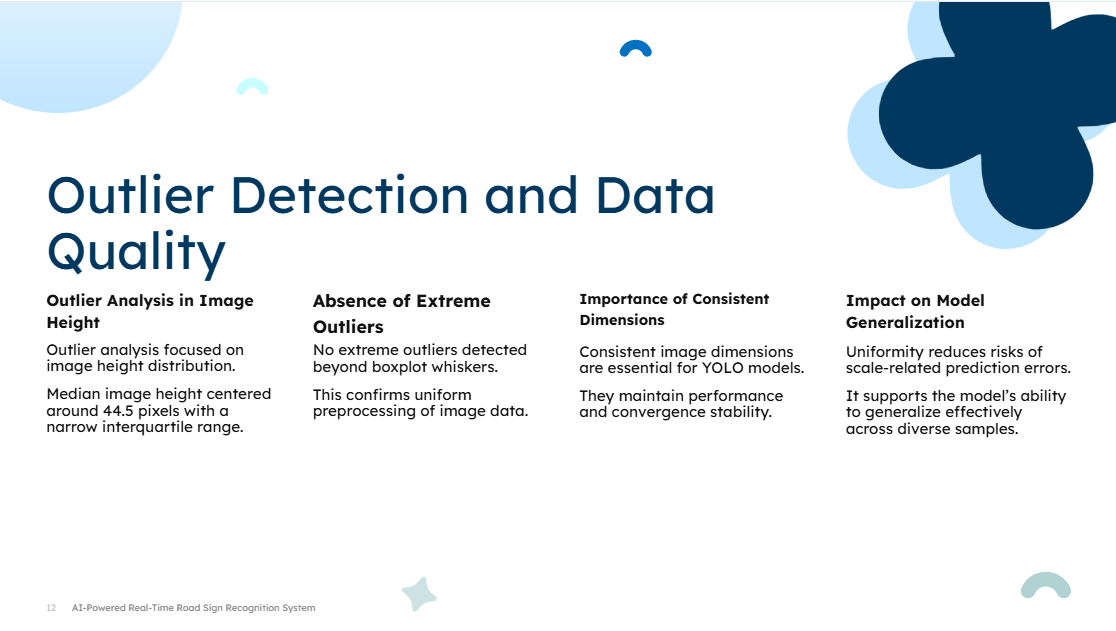 Outlier Detection and Data
Quality
Outlier Analysis in Image
Height
Outlier analysis focused on
image height distribution.
Median image height centered
around 44.5 pixels with a
narrow interquartile range.
Absence of Extreme
Outliers
No extreme outliers detected
beyond boxplot whiskers.
This confirms uniform
preprocessing of image data.
Importance of Consistent
Dimensions
Consistent image dimensions
are essential for YOLO models.
They maintain performance
and convergence stability.
Impact on Model
Generalization
Uniformity reduces risks of
scale-related prediction errors.
It supports the model’s ability
to generalize effectively
across diverse samples.
12 AI-Powered Real-Time Road Sign Recognition System